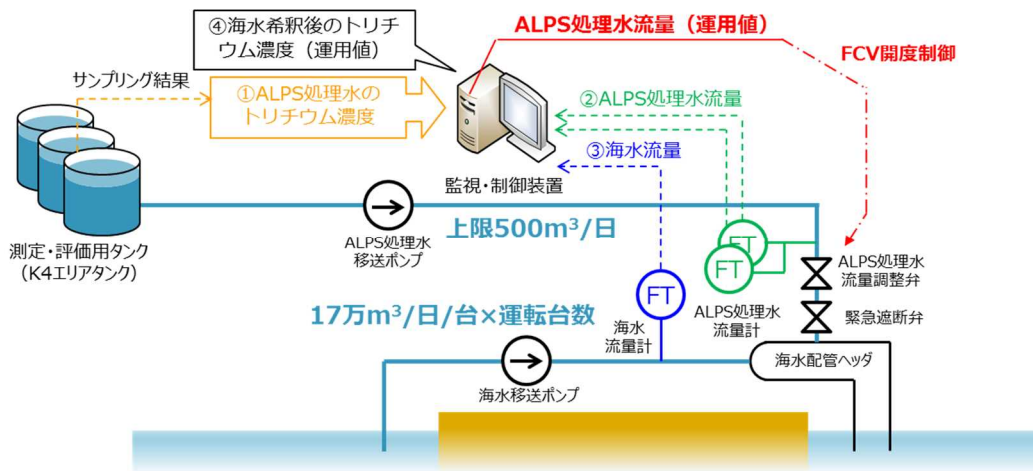 ④海水希釈後のトリチ
ウム濃度（運用値）
ALPS処理水流量（運用値）
FCV開度制御
サンプリング結果
①ALPS処理水の
トリチウム濃度
②ALPS処理水流量
③海水流量
監視・制御装置
測定・評価用タンク
（K4エリアタンク）
ALPS処理水
移送ポンプ
上限500m³/日
FT
FT
ALPS処理水
流量計
ALPS処理水
流量調整弁
緊急遮断弁
17万m³/日/台×運転台数
FT
海水
流量計
海水移送ポンプ
海水配管ヘッダ